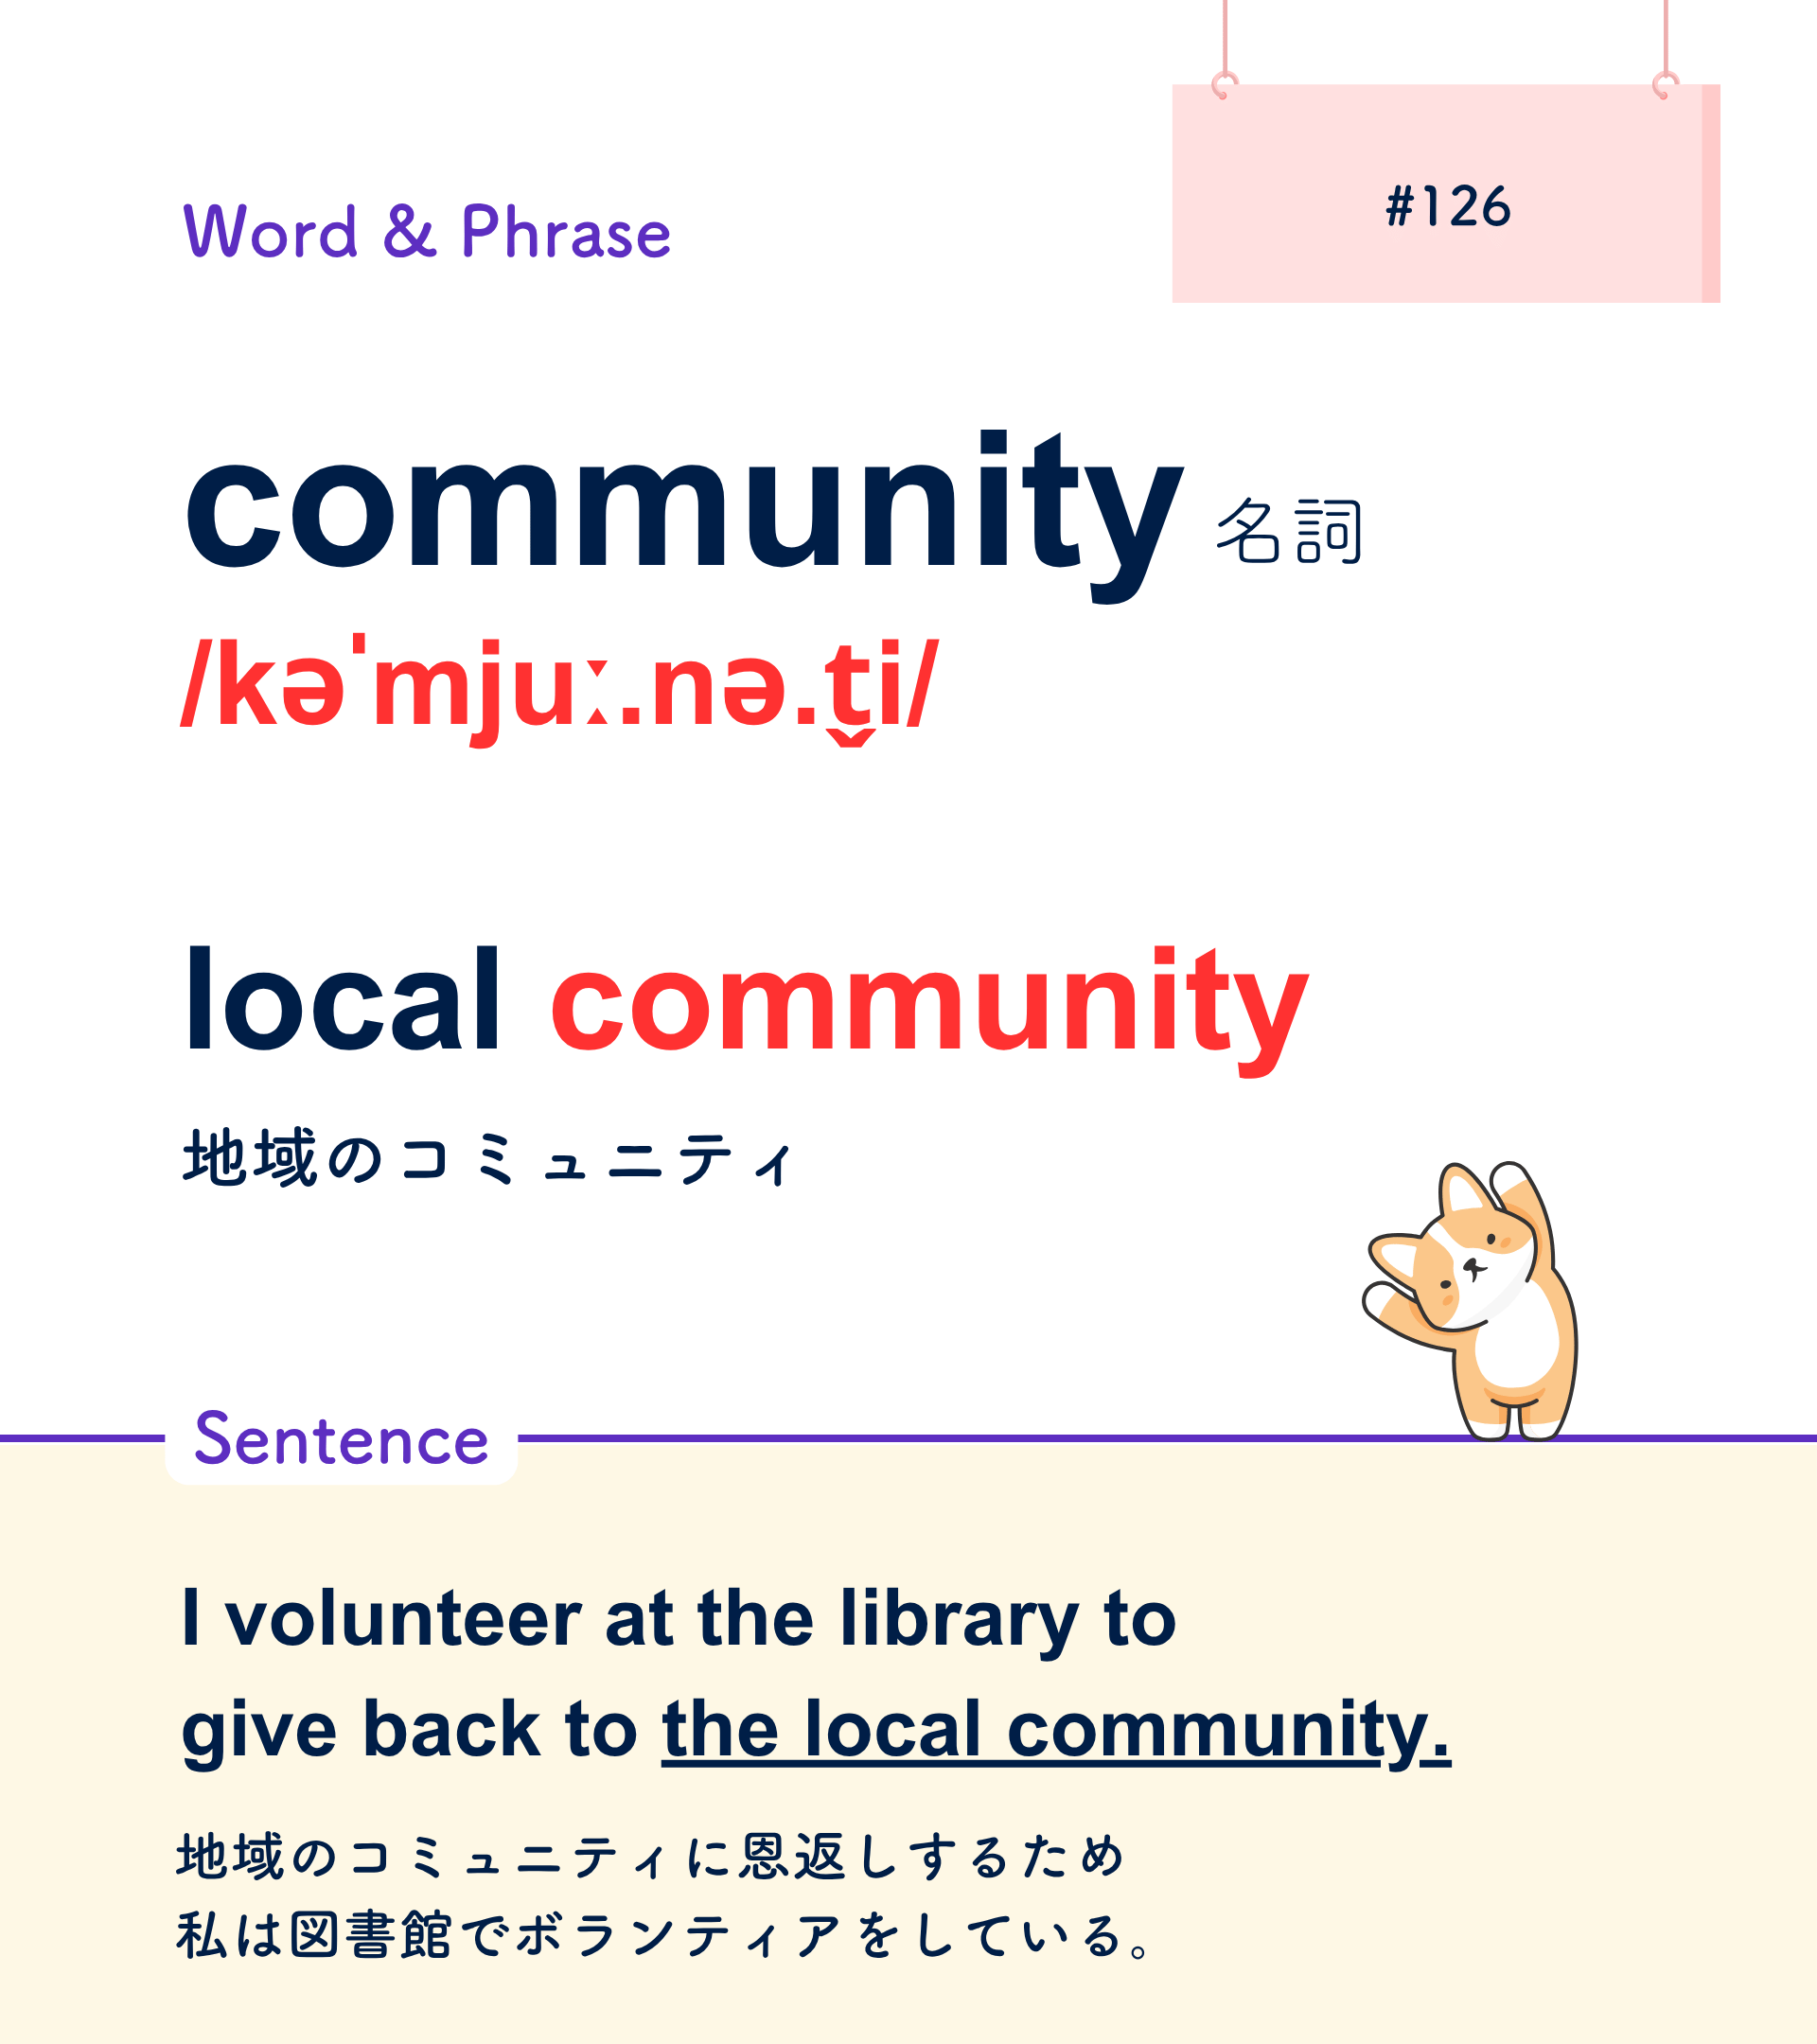 #126
Word & Phrase
community 名詞
/kəˈmjuː.nə.t̬i/
local community
地域のコミュニティ
Sentence
I volunteer at the library to
give back to the local community.
地域のコミュニティに恩返しするため
私は図書館でボランティアをしている。